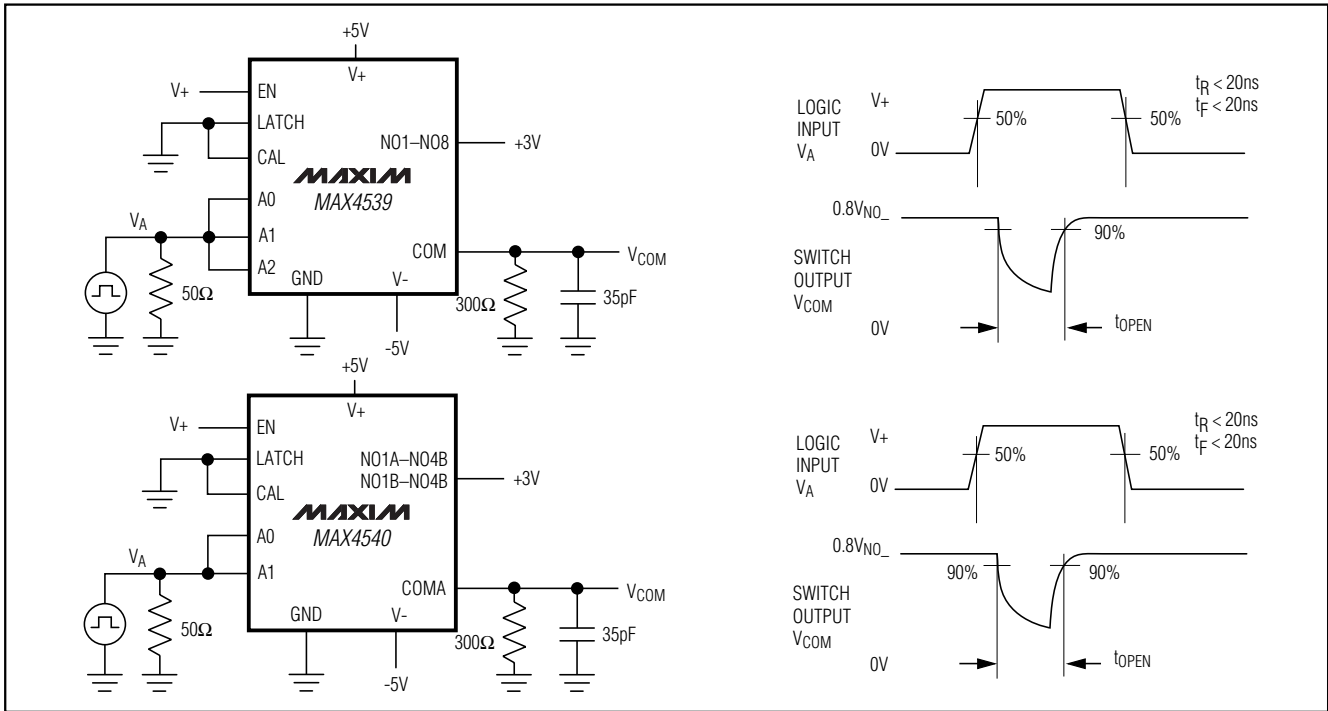 +5V
V+
V+
EN
LATCH
CAL
NO1–NO8
+3V
MAXIM
MAX4539
A0
VA
A1
A2
COM
VCOM
GND
V-
50Ω
300Ω
35pF
-5V
LOGIC
INPUT
VA
V+
0V
50%
50%
tR < 20ns
tF < 20ns
0.8VNO_
90%
SWITCH
OUTPUT
VCOM
0V
tOPEN
+5V
V+
V+
EN
LATCH
CAL
NO1A–NO4B
NO1B–NO4B
+3V
MAXIM
MAX4540
A0
VA
A1
COMA
VCOM
GND
V-
50Ω
300Ω
35pF
-5V
LOGIC
INPUT
VA
V+
0V
50%
50%
tR < 20ns
tF < 20ns
0.8VNO_
90%
90%
SWITCH
OUTPUT
VCOM
0V
tOPEN